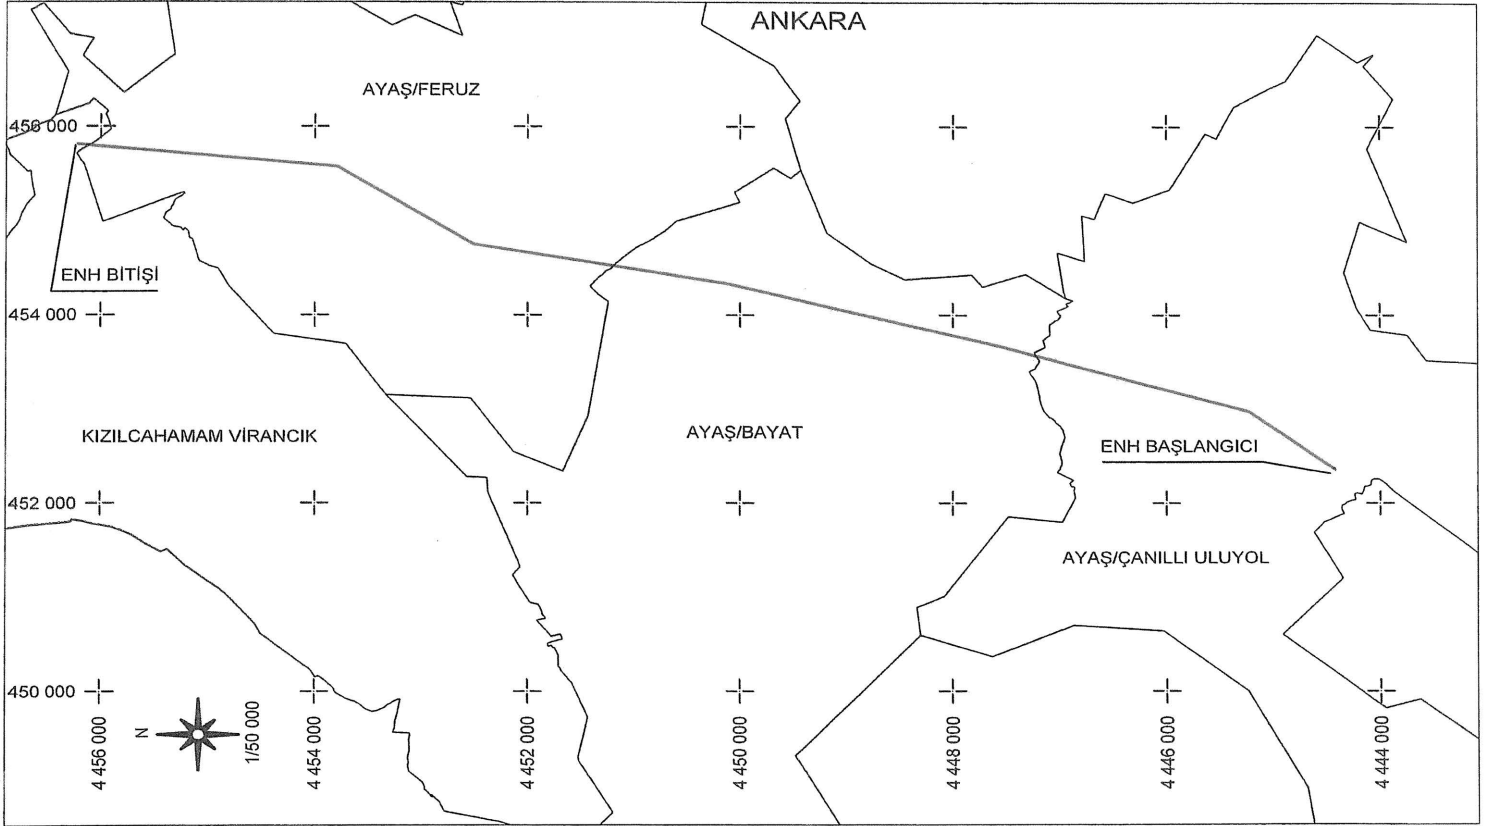 ANKARA
AYAŞ/FERUZ
456 000
ENH BİTİŞİ
454 000
KIZILCAHAMAM VİRANCIK
AYAŞ/BAYAT
ENH BAŞLANGICI
452 000
AYAŞ/ÇANILLI ULUYOL
450 000
N
1/50 000
4 456 000
4 454 000
4 452 000
4 450 000
4 448 000
4 446 000
4 444 000